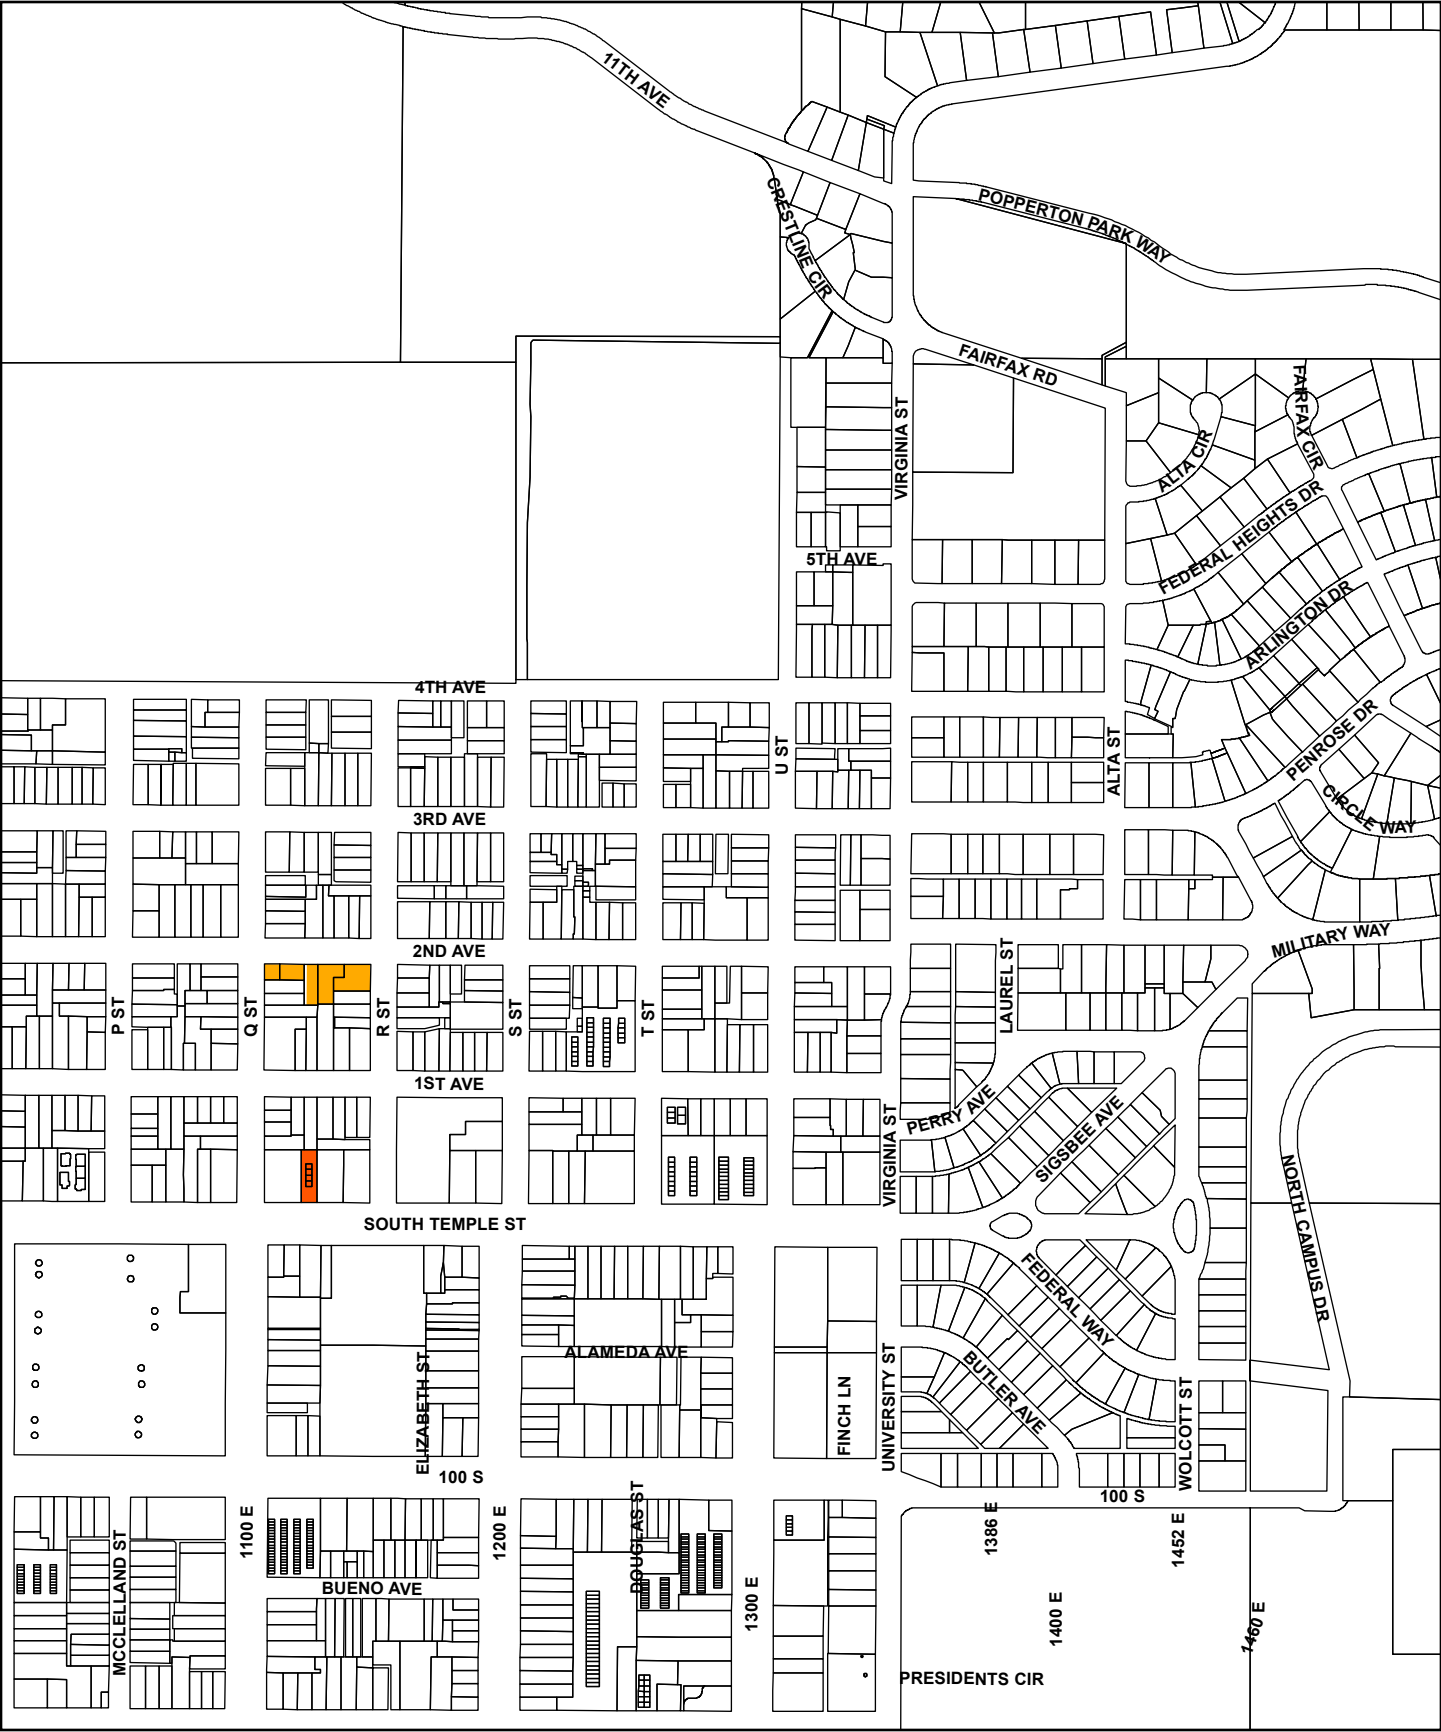 11TH AVE
CRESTLINE CIR
POPPERTON PARK WAY
FAIRFAX RD
FAIRFAX CIR
VIRGINIA ST
ALTA CIR
FEDERAL HEIGHTS DR
5TH AVE
ARLINGTON DR
4TH AVE
PENROSE DR
U ST
ALTA ST
CIRCLE WAY
3RD AVE
MILITARY WAY
2ND AVE
LAUREL ST
P ST
Q ST
R ST
S ST
T ST
1ST AVE
PERRY AVE
SIGSBEE AVE
VIRGINIA ST
NORTH CAMPUS DR
SOUTH TEMPLE ST
FEDERAL WAY
ALAMEDA AVE
ELIZABETH ST
FINCH LN
UNIVERSITY ST
BUTLER AVE
WOLCOTT ST
100 S
100 S
DOUGLAS ST
1100 E
1200 E
1386 E
1452 E
MCCLELLAND ST
BUENO AVE
1300 E
1400 E
1460 E
PRESIDENTS CIR